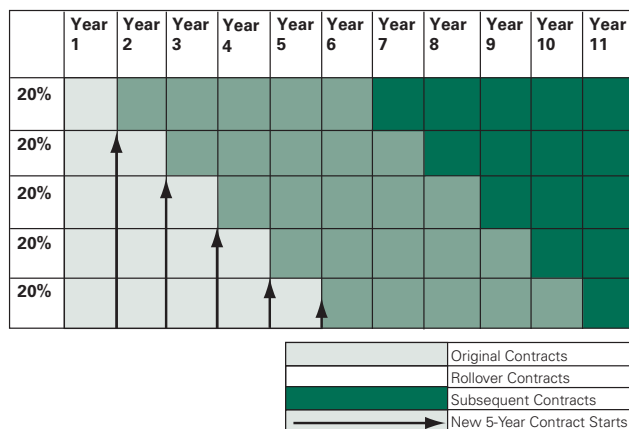 Year Year Year Year Year Year Year Year Year Year Year
1 2 3 4 5 6 7 8 9 10 11
20%
20%
20%
20%
20%
Original Contracts
Rollover Contracts
Subsequent Contracts
New 5-Year Contract Starts